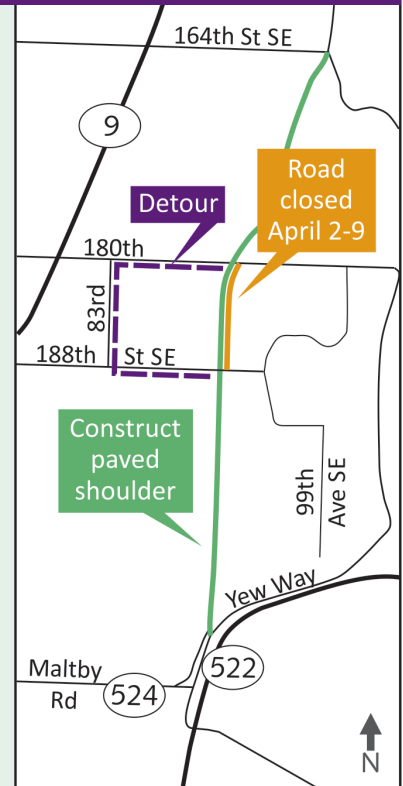 164th St SE
9
Road
closed
April 2-9
Detour
180th
83rd
188th St SE
Construct
paved
shoulder
99th
Ave SE
Yew Way
Maltby
Rd
524
522
N